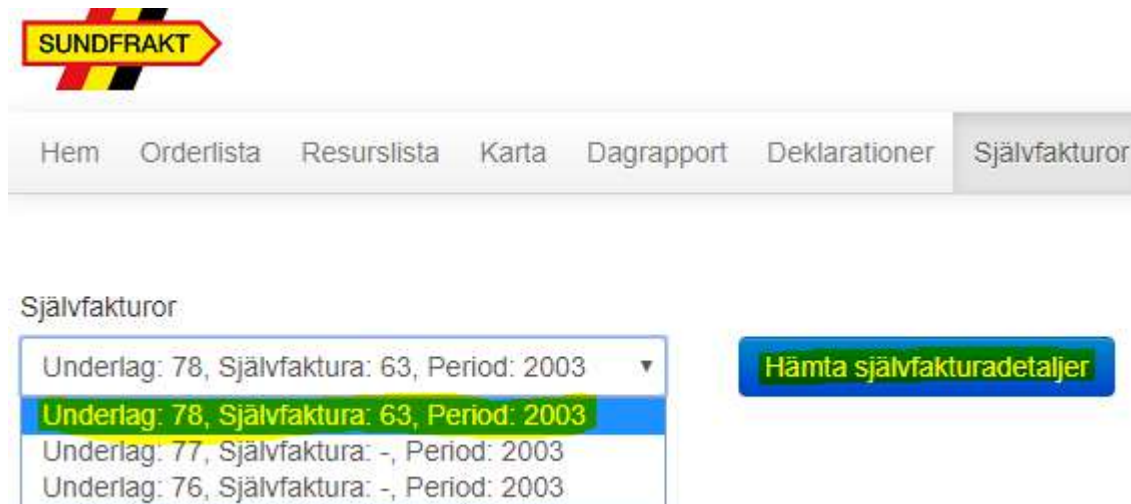 SUNDFRAKT
Hem Orderlista Resurslista Karta Dagrapport Deklarationer Självfakturor
Självfakturor
Underlag: 78, Självfaktura: 63, Period: 2003
Hämta självfakturadetaljer
Underlag: 78, Självfaktura: 63, Period: 2003
Underlag: 77, Självfaktura: -, Period: 2003
Underlag: 76, Självfaktura: -, Period: 2003